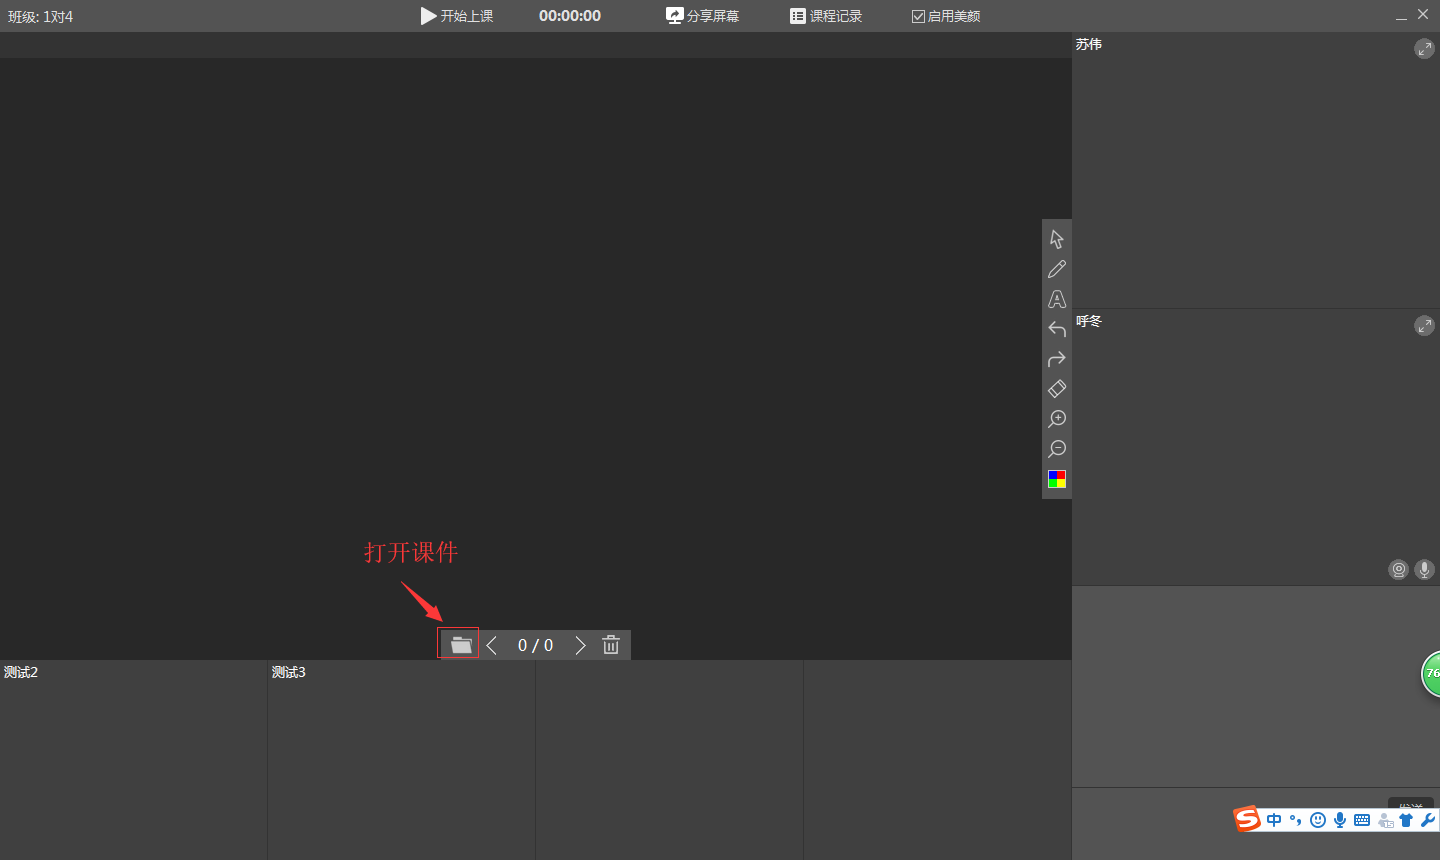 班级: 1对4
开始上课
00:00:00
分享屏幕
课程记录
启用美颜
苏伟
呼冬
打开课件
0 / 0
测试2
测试3
76
发送
中